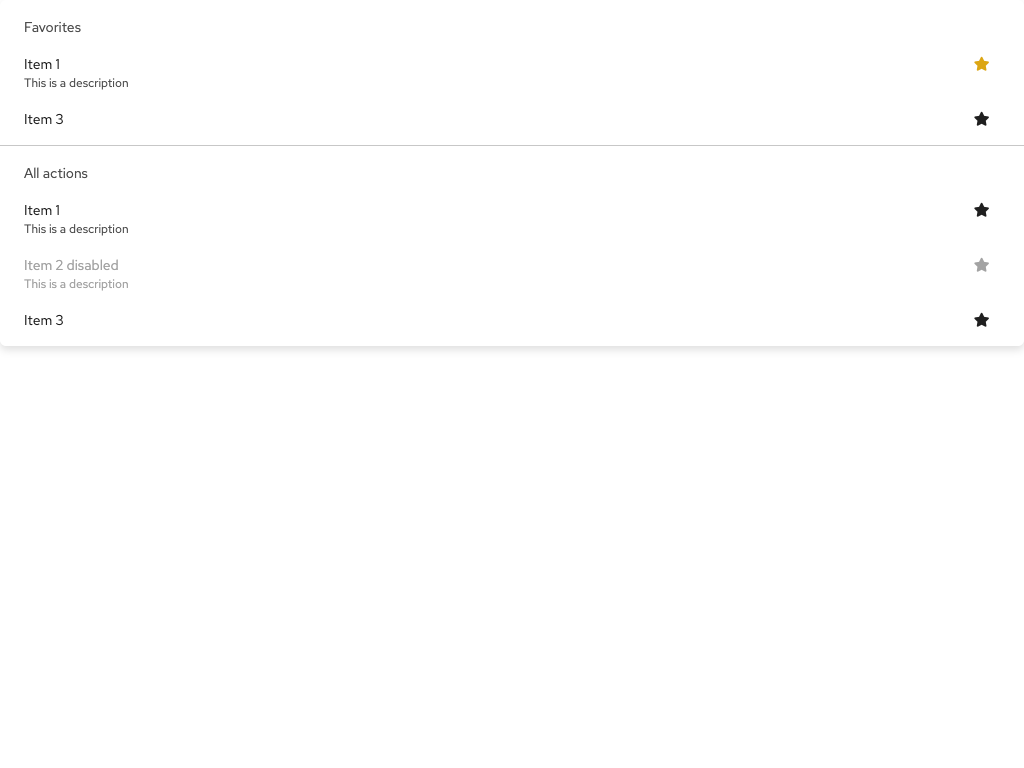 Favorites
Item 1
This is a description
Item 3
All actions
Item 1
This is a description
Item 2 disabled
This is a description
Item 3